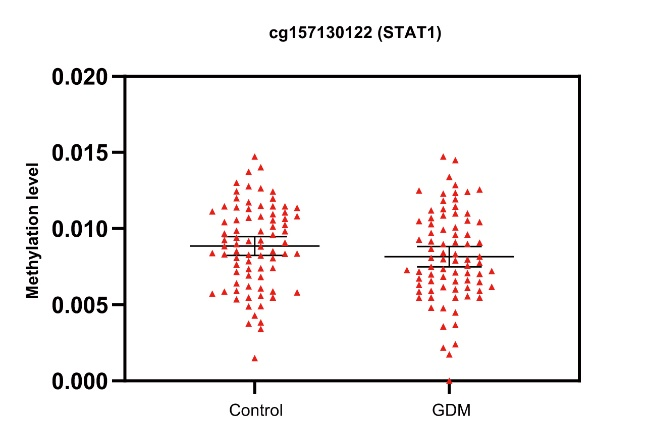 cg157130122 (STAT1)
Methylation level
0.020
0.015
0.010
0.005
0.000
Control
GDM